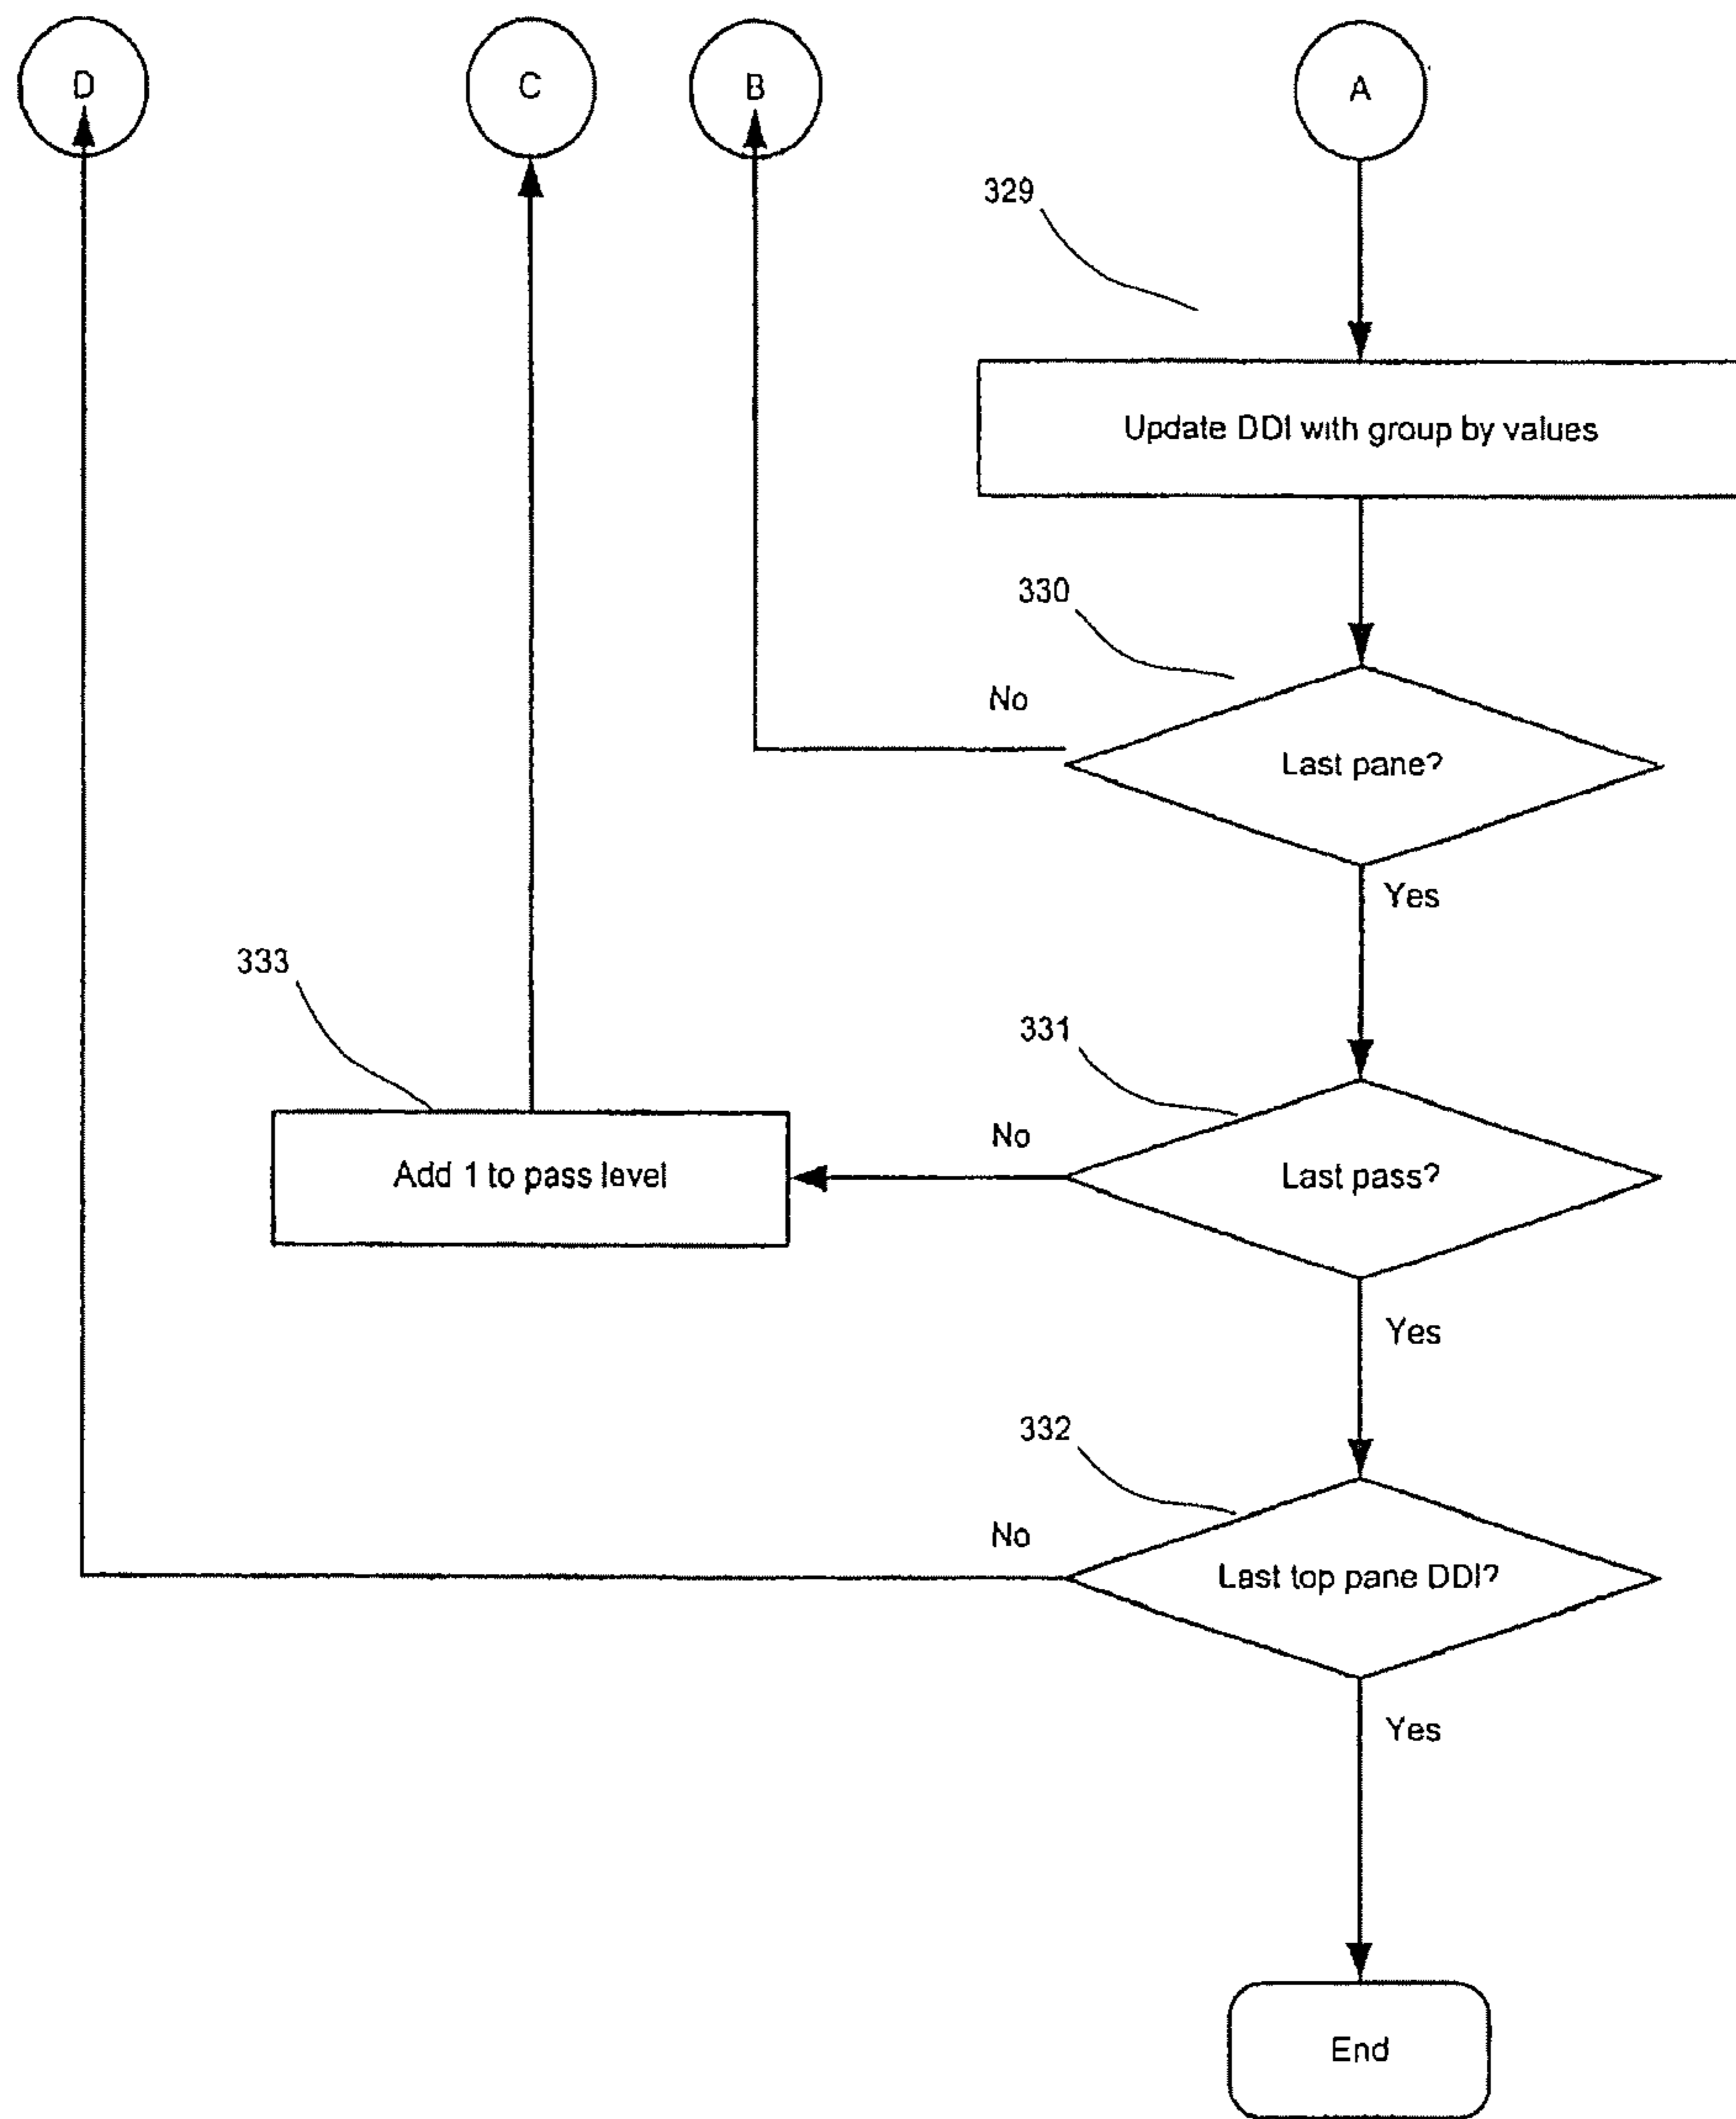 D
C
B
A
329
Update DDI with group by values
330
No
Last pane?
Yes
333
331
No
Add 1 to pass level
Last pass?
Yes
332
No
Last top pane DDI?
Yes
End